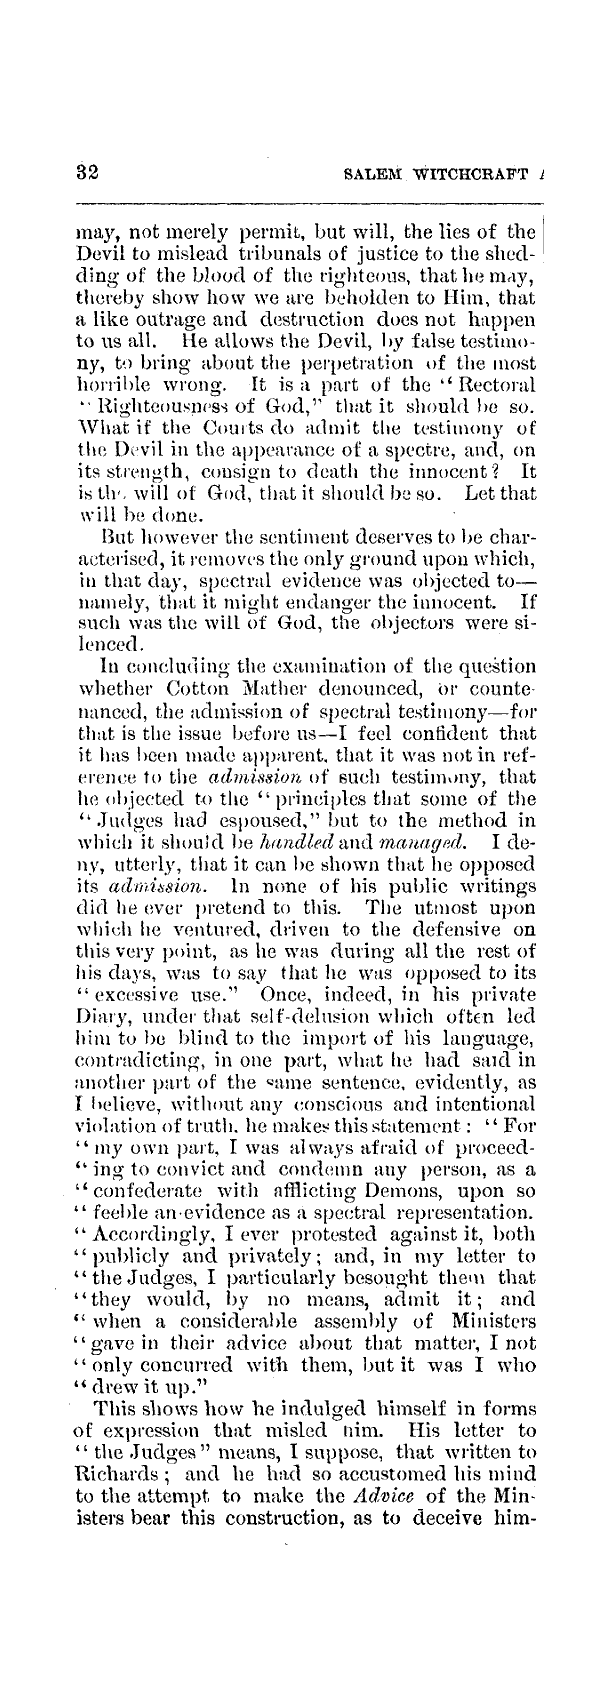 32 SALEM WITCHCRAFT
may, not merely permit, but will, the lies of the
Devil to mislead tribunals of justice to the shed-
ding of the blood of the righteous, that he may,
thereby show how we are beholden to Him, that
a like outrage and destruction does not happen
to us all. He allows the Devil, by false testimo-
ny, to bring about the perpetration of the most
horrible wrong. It is a part of the “Rectoral
“Righteousness of God,” that it should be so.
What if the Courts do admit the testimony of
the Devil in the appearance of a spectre, and, on
its strength, consign to death the innocent? It
is the will of God, that it should be so. Let that
will be done.
But however the sentiment deserves to be char-
acterised, it removes the only ground upon which,
in that day, spectral evidence was objected to—
namely, that it might endanger the innocent. If
such was the will of God, the objectors were si-
lenced.
In concluding the examination of the question
whether Cotton Mather denounced, or counte-
nanced, the admission of spectral testimony—for
that is the issue before us—I feel confident that
it has been made apparent, that it was not in ref-
erence to the admission of such testimony, that
he objected to the “principles that some of the
“Judges had espoused,” but to the method in
which it should be handled and managed. I de-
ny, utterly, that it can be shown that he opposed
its admission. In none of his public writings
did he ever pretend to this. The utmost upon
which he ventured, driven to the defensive on
this very point, as he was during all the rest of
his days, was to say that he was opposed to its
“excessive use.” Once, indeed, in his private
Diary, under that self-delusion which often led
him to be blind to the import of his language,
contradicting, in one part, what he had said in
another part of the same sentence, evidently, as
I believe, without any conscious and intentional
violation of truth, he makes this statement: “For
“my own part, I was always afraid of proceed-
“ing to convict and condemn any person, as a
“confederate with afflicting Demons, upon so
“feeble an evidence as a spectral representation.
“Accordingly, I ever protested against it, both
“publicly and privately; and, in my letter to
“the Judges, I particularly besought them that
“they would, by no means, admit it; and
“when a considerable assembly of Ministers
“gave in their advice about that matter, I not
“only concurred with them, but it was I who
“drew it up.”
This shows how he indulged himself in forms
of expression that misled him. His letter to
“the Judges” means, I suppose, that written to
Richards; and he had so accustomed his mind
to the attempt to make the Advice of the Min-
isters bear this construction, as to deceive him-